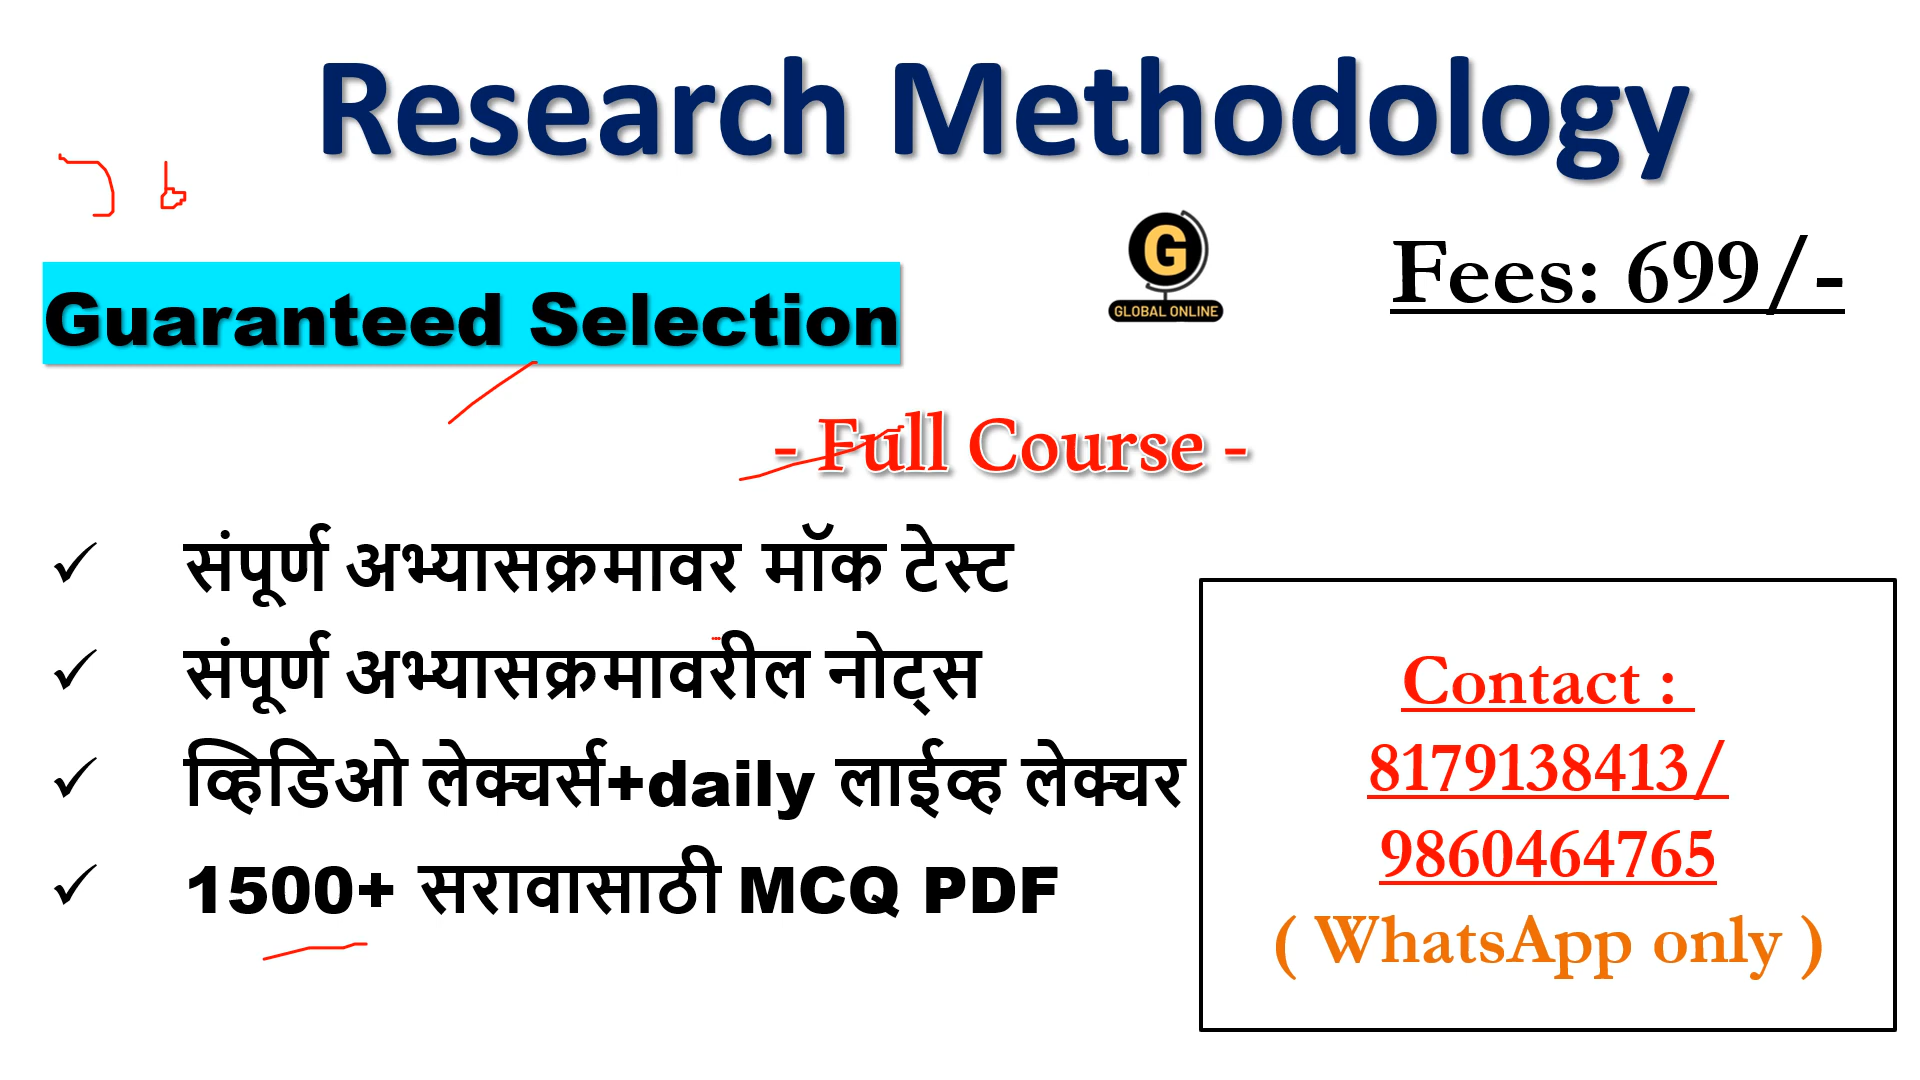 Research Methodology
GLOBAL ONLINE
Fees: 699/-
Guaranteed Selection
- Full Course -
✓ संपूर्ण अभ्यासक्रमावर मॉक टेस्ट
✓ संपूर्ण अभ्यासक्रमावरील नोट्स
✓ व्हिडिओ लेक्चर्स+daily लाईव्ह लेक्चर
✓ 1500+ सरावासाठी MCQ PDF
Contact :
8179138413/
9860464765
( WhatsApp only )